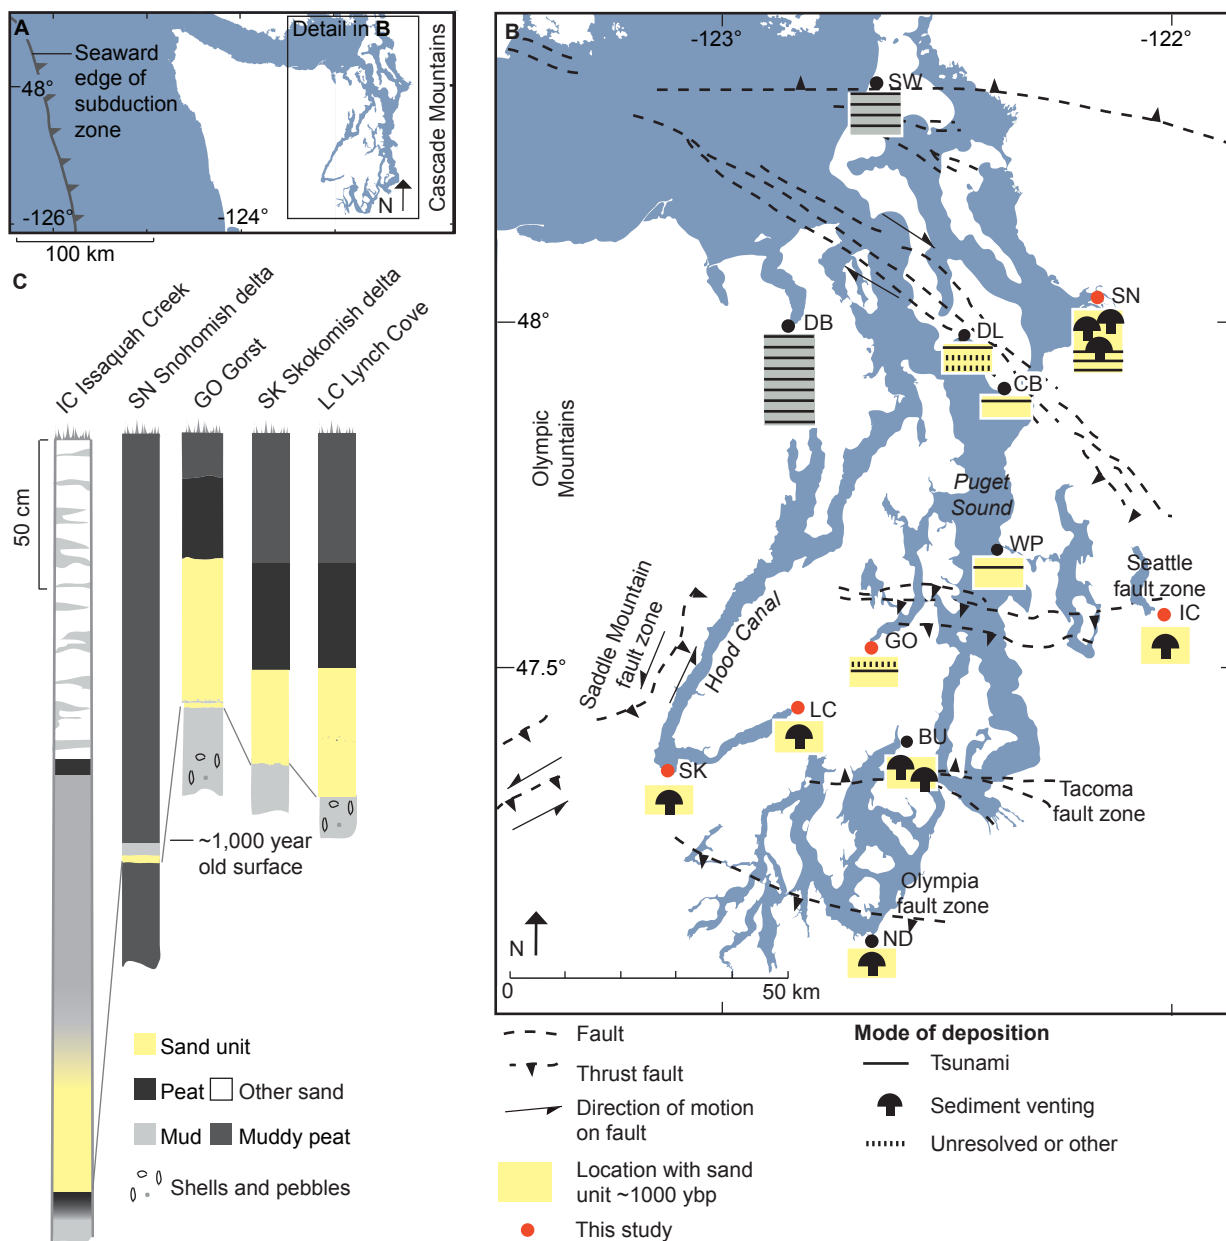 A
Seaward
edge of
subduction
zone
48°
-126°
-124°
100 km
Detail in B
Cascade Mountains
N
B
-123°
-122°
SW
SN
48°
DB
DL
CB
Olympic
Mountains
Puget
Sound
WP
Seattle
fault zone
IC
Saddle Mountain
fault zone
Hood Canal
GO
47.5°
LC
BU
SK
Tacoma
fault zone
Olympia
fault zone
ND
N
0
50 km
C
IC Issaquah Creek
SN Snohomish delta
GO Gorst
SK Skokomish delta
LC Lynch Cove
50 cm
~1,000 year
old surface
Sand unit
Peat
Other sand
Mud
Muddy peat
Shells and pebbles
Fault
Thrust fault
Direction of motion
on fault
Location with sand
unit ~1000 ybp
This study
Mode of deposition
Tsunami
Sediment venting
Unresolved or other